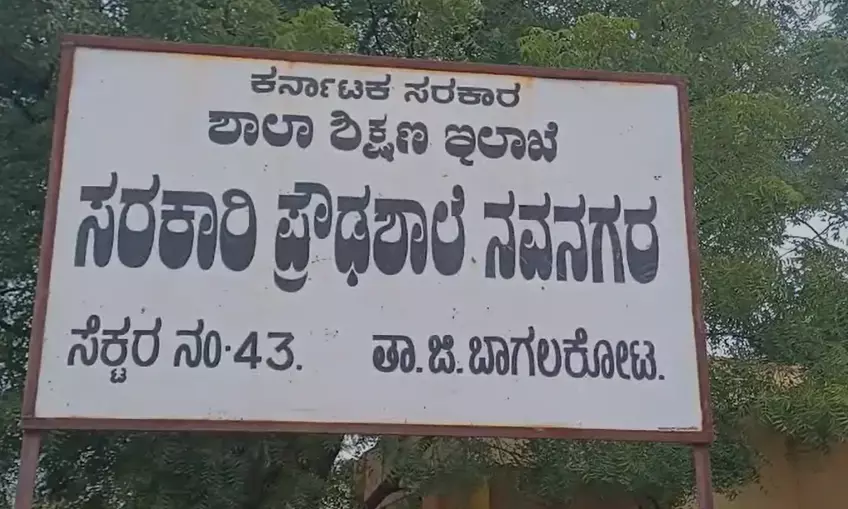 ಕರ್ನಾಟಕ ಸರಕಾರ
ಶಾಲಾ ಶಿಕ್ಷಣ ಇಲಾಖೆ
ಸರಕಾರಿ ಪ್ರೌಢಶಾಲೆ ನವನಗರ
ಸೆಕ್ಟರ ನಂ·43. ತಾ.ಜಿ.ಬಾಗಲಕೋಟ.